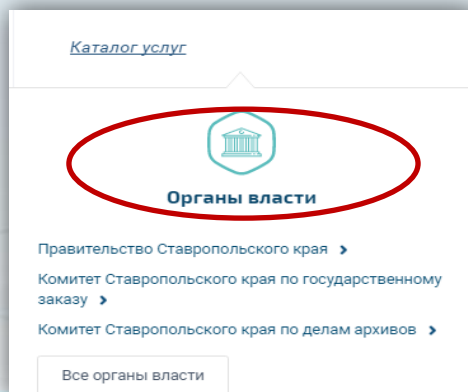 Каталог услуг
Органы власти
Правительство Ставропольского края
Комитет Ставропольского края по государственному
заказу
Комитет Ставропольского края по делам архивов
Все органы власти